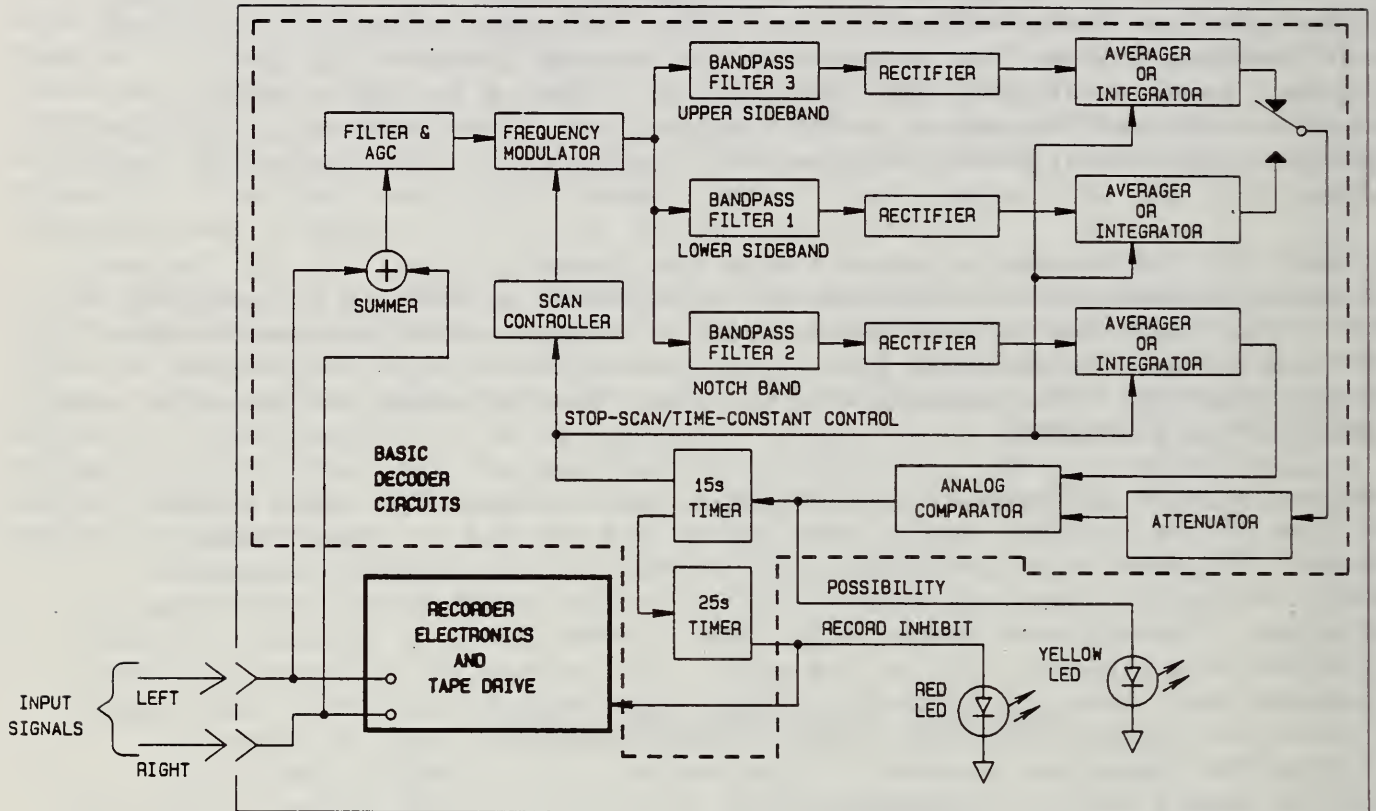 BANDPASS
FILTER 3
UPPER SIDEBAND
RECTIFIER
AVERAGER
OR
INTEGRATOR
FILTER &
AGC
FREQUENCY
MODULATOR
BANDPASS
FILTER 1
LOWER SIDEBAND
RECTIFIER
AVERAGER
OR
INTEGRATOR
+
SUMMER
SCAN
CONTROLLER
BANDPASS
FILTER 2
NOTCH BAND
RECTIFIER
AVERAGER
OR
INTEGRATOR
STOP-SCAN/TIME-CONSTANT CONTROL
BASIC
DECODER
CIRCUITS
15s
TIMER
ANALOG
COMPARATOR
ATTENUATOR
RECORDER
ELECTRONICS
AND
TAPE DRIVE
25s
TIMER
POSSIBILITY
RECORD INHIBIT
YELLOW
LED
RED
LED
INPUT
SIGNALS
LEFT
RIGHT